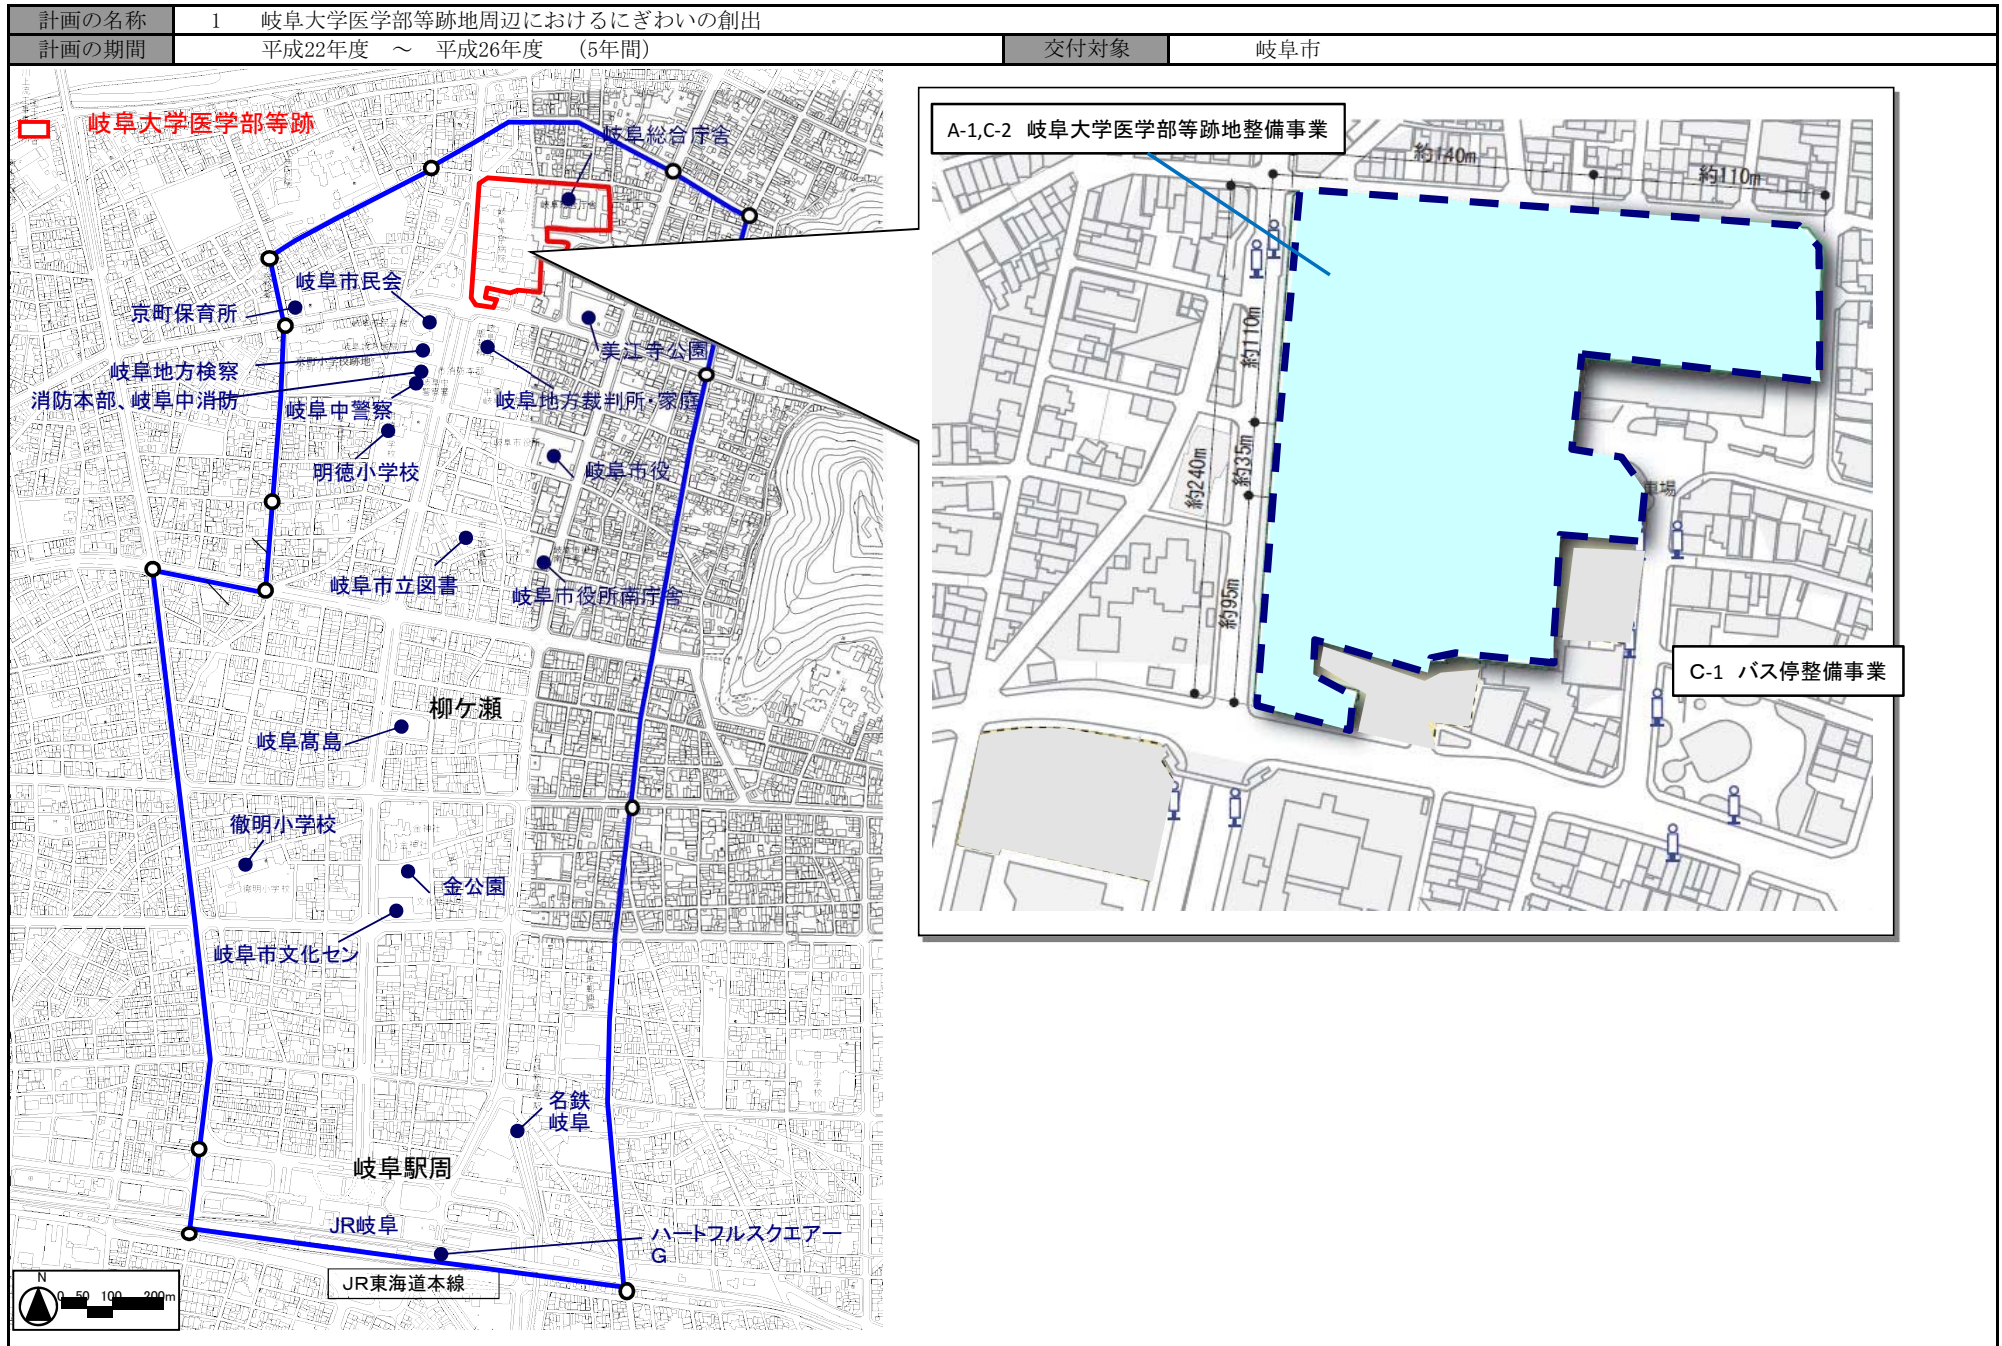 計画の名称 1 岐阜大学医学部等跡地周辺におけるにぎわいの創出
計画の期間 平成22年度 ～ 平成26年度 (5年間) 交付対象 岐阜市
岐阜大学医学部等跡
岐阜総合庁舎
岐阜市民会
京町保育所
美江寺公園
岐阜地方検察
消防本部、岐阜中消防
岐阜中警察
岐阜地方裁判所・家庭
明徳小学校
岐阜市役
岐阜市立図書
岐阜市役所南庁舎
柳ケ瀬
岐阜髙島
徹明小学校
金公園
岐阜市文化セン
名鉄
岐阜
岐阜駅周
JR岐阜
ハートフルスクエアー
G
JR東海道本線
N
0 50 100 200m
A-1,C-2 岐阜大学医学部等跡地整備事業
約140m
約110m
約110m
約35m
約240m
約95m
車場
C-1 バス停整備事業